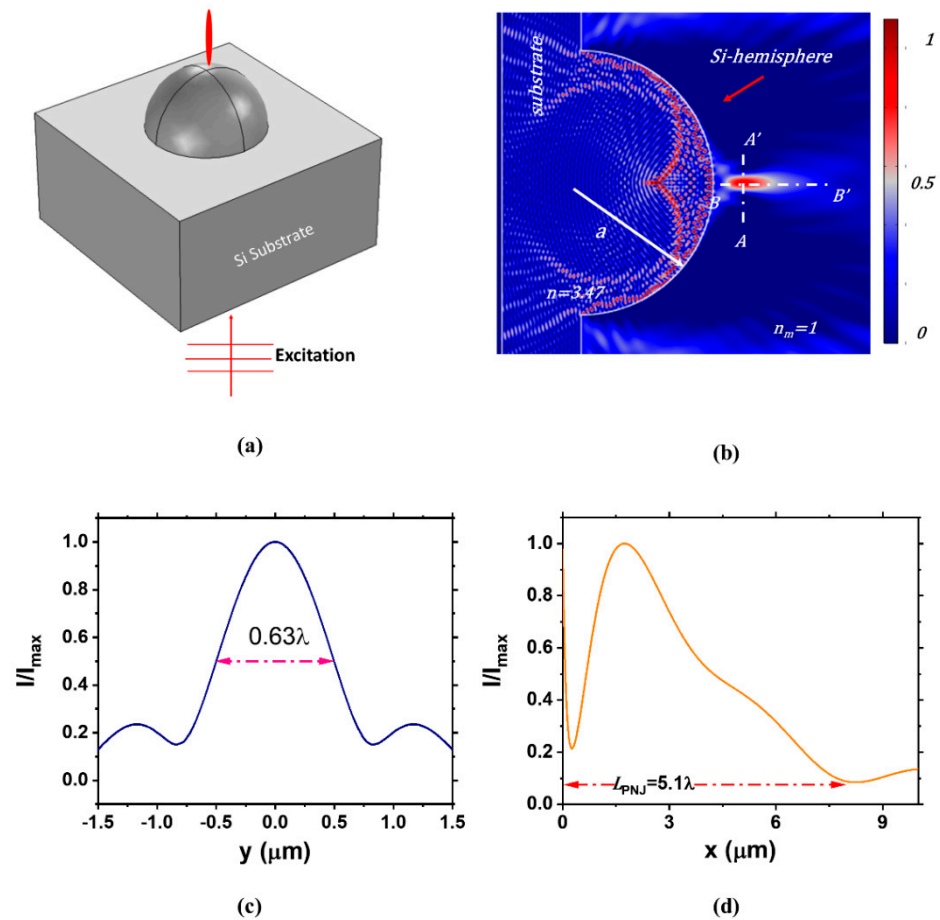 Si Substrate
Excitation
(a)
substrate
Si-hemisphere
A'
B
B'
a
A
n=3.47
n_m=1
1
0.5
0
(b)
I/I_max
1.0
0.8
0.6
0.4
0.2
0.0
0.63λ
-1.5 -1.0 -0.5 0.0 0.5 1.0 1.5
y (μm)
(c)
I/I_max
1.0
0.8
0.6
0.4
0.2
0.0
L_PNJ=5.1λ
0 3 6 9
x (μm)
(d)